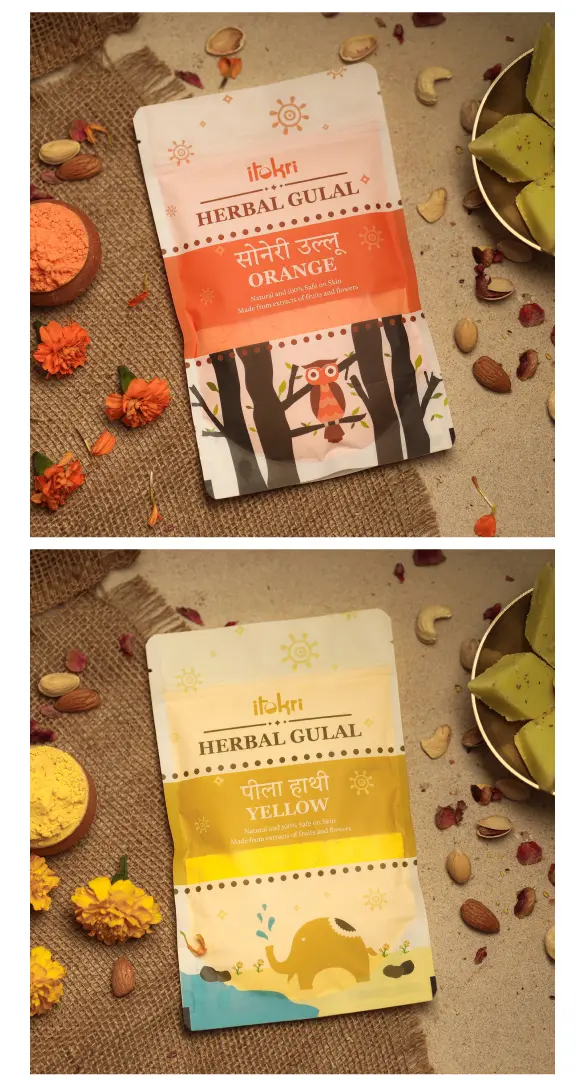 itokri
HERBAL GULAL
सोनेरी उल्लू
ORANGE
Natural and 100% Safe on Skin
Made from extracts of fruits and flowers
itokri
HERBAL GULAL
पीला हाथी
YELLOW
Natural and 100% Safe on Skin
Made from extracts of fruits and flowers